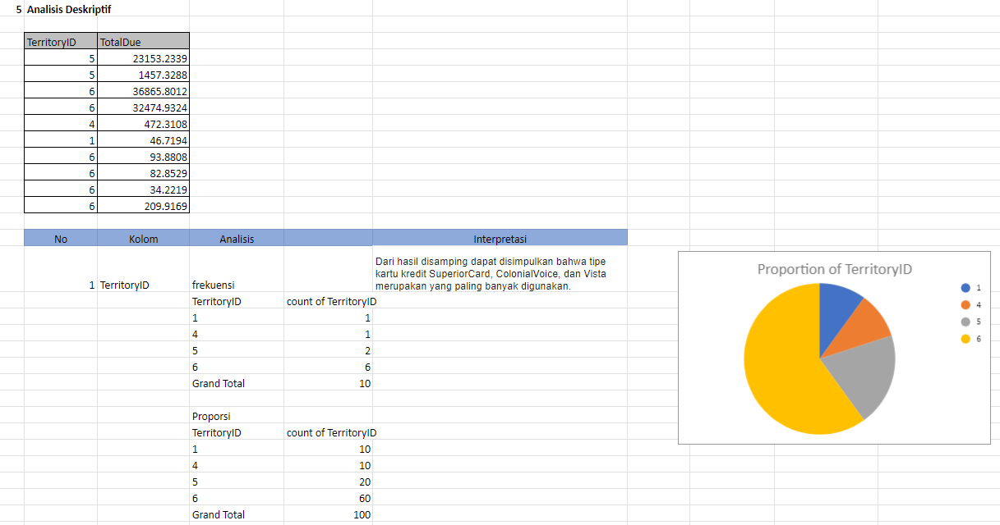 5 Analisis Deskriptif
TerritoryID TotalDue
5 23153.2339
5 1457.3288
6 36865.8012
6 32474.9324
4 472.3108
1 46.7194
6 93.8808
6 82.8529
6 34.2219
6 209.9169
No Kolom Analisis Interpretasi
Dari hasil disamping dapat disimpulkan bahwa tipe
kartu kredit SuperiorCard, ColonialVoice, dan Vista
merupakan yang paling banyak digunakan.
1 TerritoryID frekuensi
TerritoryID count of TerritoryID
1 1
4 1
5 2
6 6
Grand Total 10
Proporsi
TerritoryID count of TerritoryID
1 10
4 10
5 20
6 60
Grand Total 100
Proportion of TerritoryID
1
4
5
6